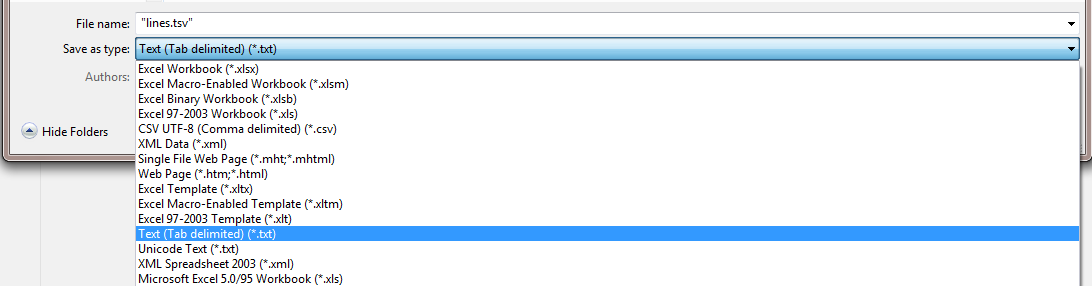 File name: "lines.tsv"
Save as type: Text (Tab delimited) (*.txt)
Authors:
Excel Workbook (*.xlsx)
Excel Macro-Enabled Workbook (*.xlsm)
Excel Binary Workbook (*.xlsb)
Excel 97-2003 Workbook (*.xls)
CSV UTF-8 (Comma delimited) (*.csv)
Hide Folders
XML Data (*.xml)
Single File Web Page (*.mht;*.mhtml)
Web Page (*.htm;*.html)
Excel Template (*.xltx)
Excel Macro-Enabled Template (*.xltm)
Excel 97-2003 Template (*.xlt)
Text (Tab delimited) (*.txt)
Unicode Text (*.txt)
XML Spreadsheet 2003 (*.xml)
Microsoft Excel 5.0/95 Workbook (*.xls)